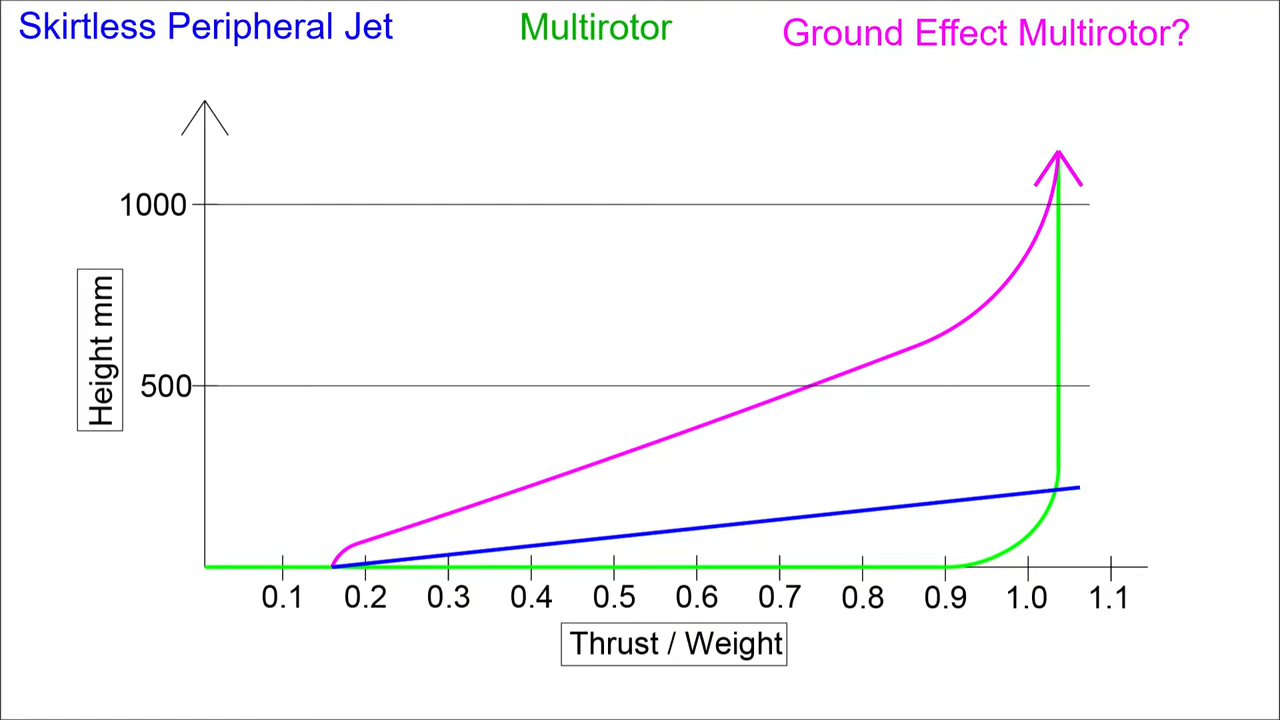 Skirtless Peripheral Jet
Multirotor
Ground Effect Multirotor?
1000
500
Height mm
0.1 0.2 0.3 0.4 0.5 0.6 0.7 0.8 0.9 1.0 1.1
Thrust / Weight